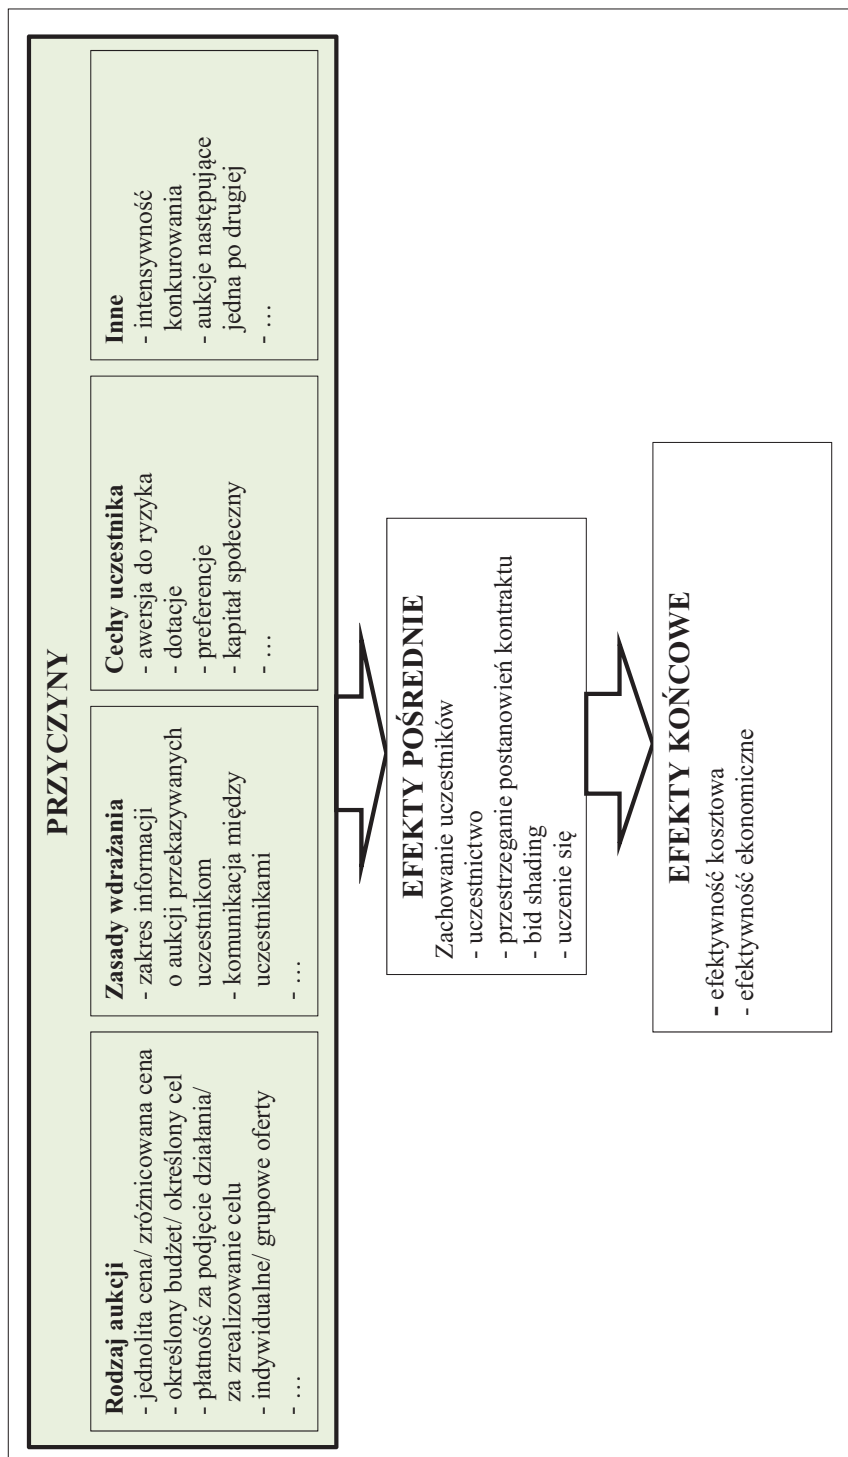 PRZYCZYNY
Rodzaj aukcji
- jednolita cena/ zróżnicowana cena
- określony budżet/ określony cel
- płatność za podjęcie działania/
za zrealizowanie celu
- indywidualne/ grupowe oferty
- …
Zasady wdrażania
- zakres informacji
o aukcji przekazywanych
uczestnikom
- komunikacja między
uczestnikami
- …
Cechy uczestnika
- awersja do ryzyka
- dotacje
- preferencje
- kapitał społeczny
- …
Inne
- intensywność
konkurowania
- aukcje następujące
jedna po drugiej
- …
EFEKTY POŚREDNIE
Zachowanie uczestników
- uczestnictwo
- przestrzeganie postanowień kontraktu
- bid shading
- uczenie się
EFEKTY KOŃCOWE
- efektywność kosztowa
- efektywność ekonomiczne